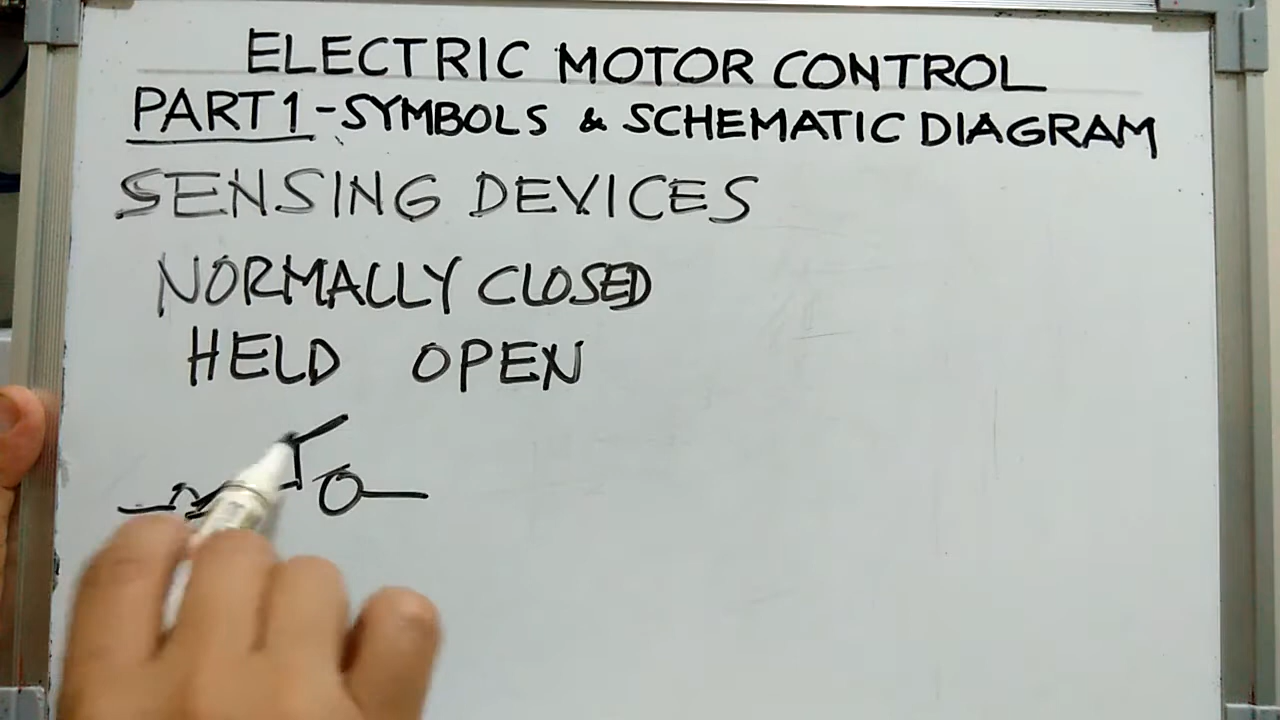 ELECTRIC MOTOR CONTROL
PART 1 - SYMBOLS & SCHEMATIC DIAGRAM
SENSING DEVICES
NORMALLY CLOSED
HELD OPEN